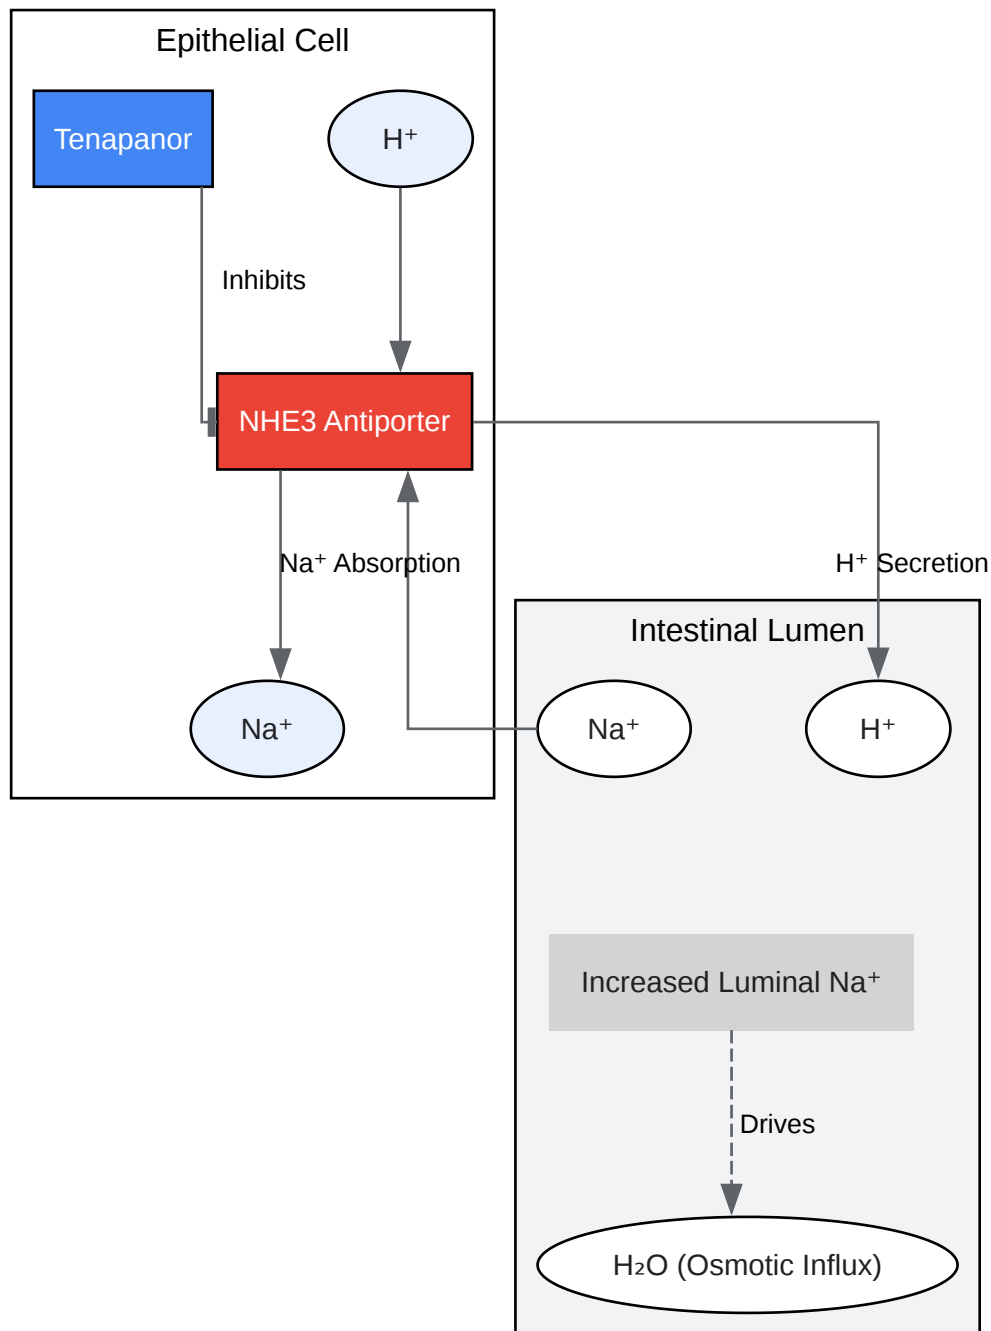 Epithelial Cell
Tenapanor
H⁺
Inhibits
NHE3 Antiporter
Na⁺ Absorption
H⁺ Secretion
Intestinal Lumen
Na⁺
Na⁺
H⁺
Increased Luminal Na⁺
Drives
H₂O (Osmotic Influx)